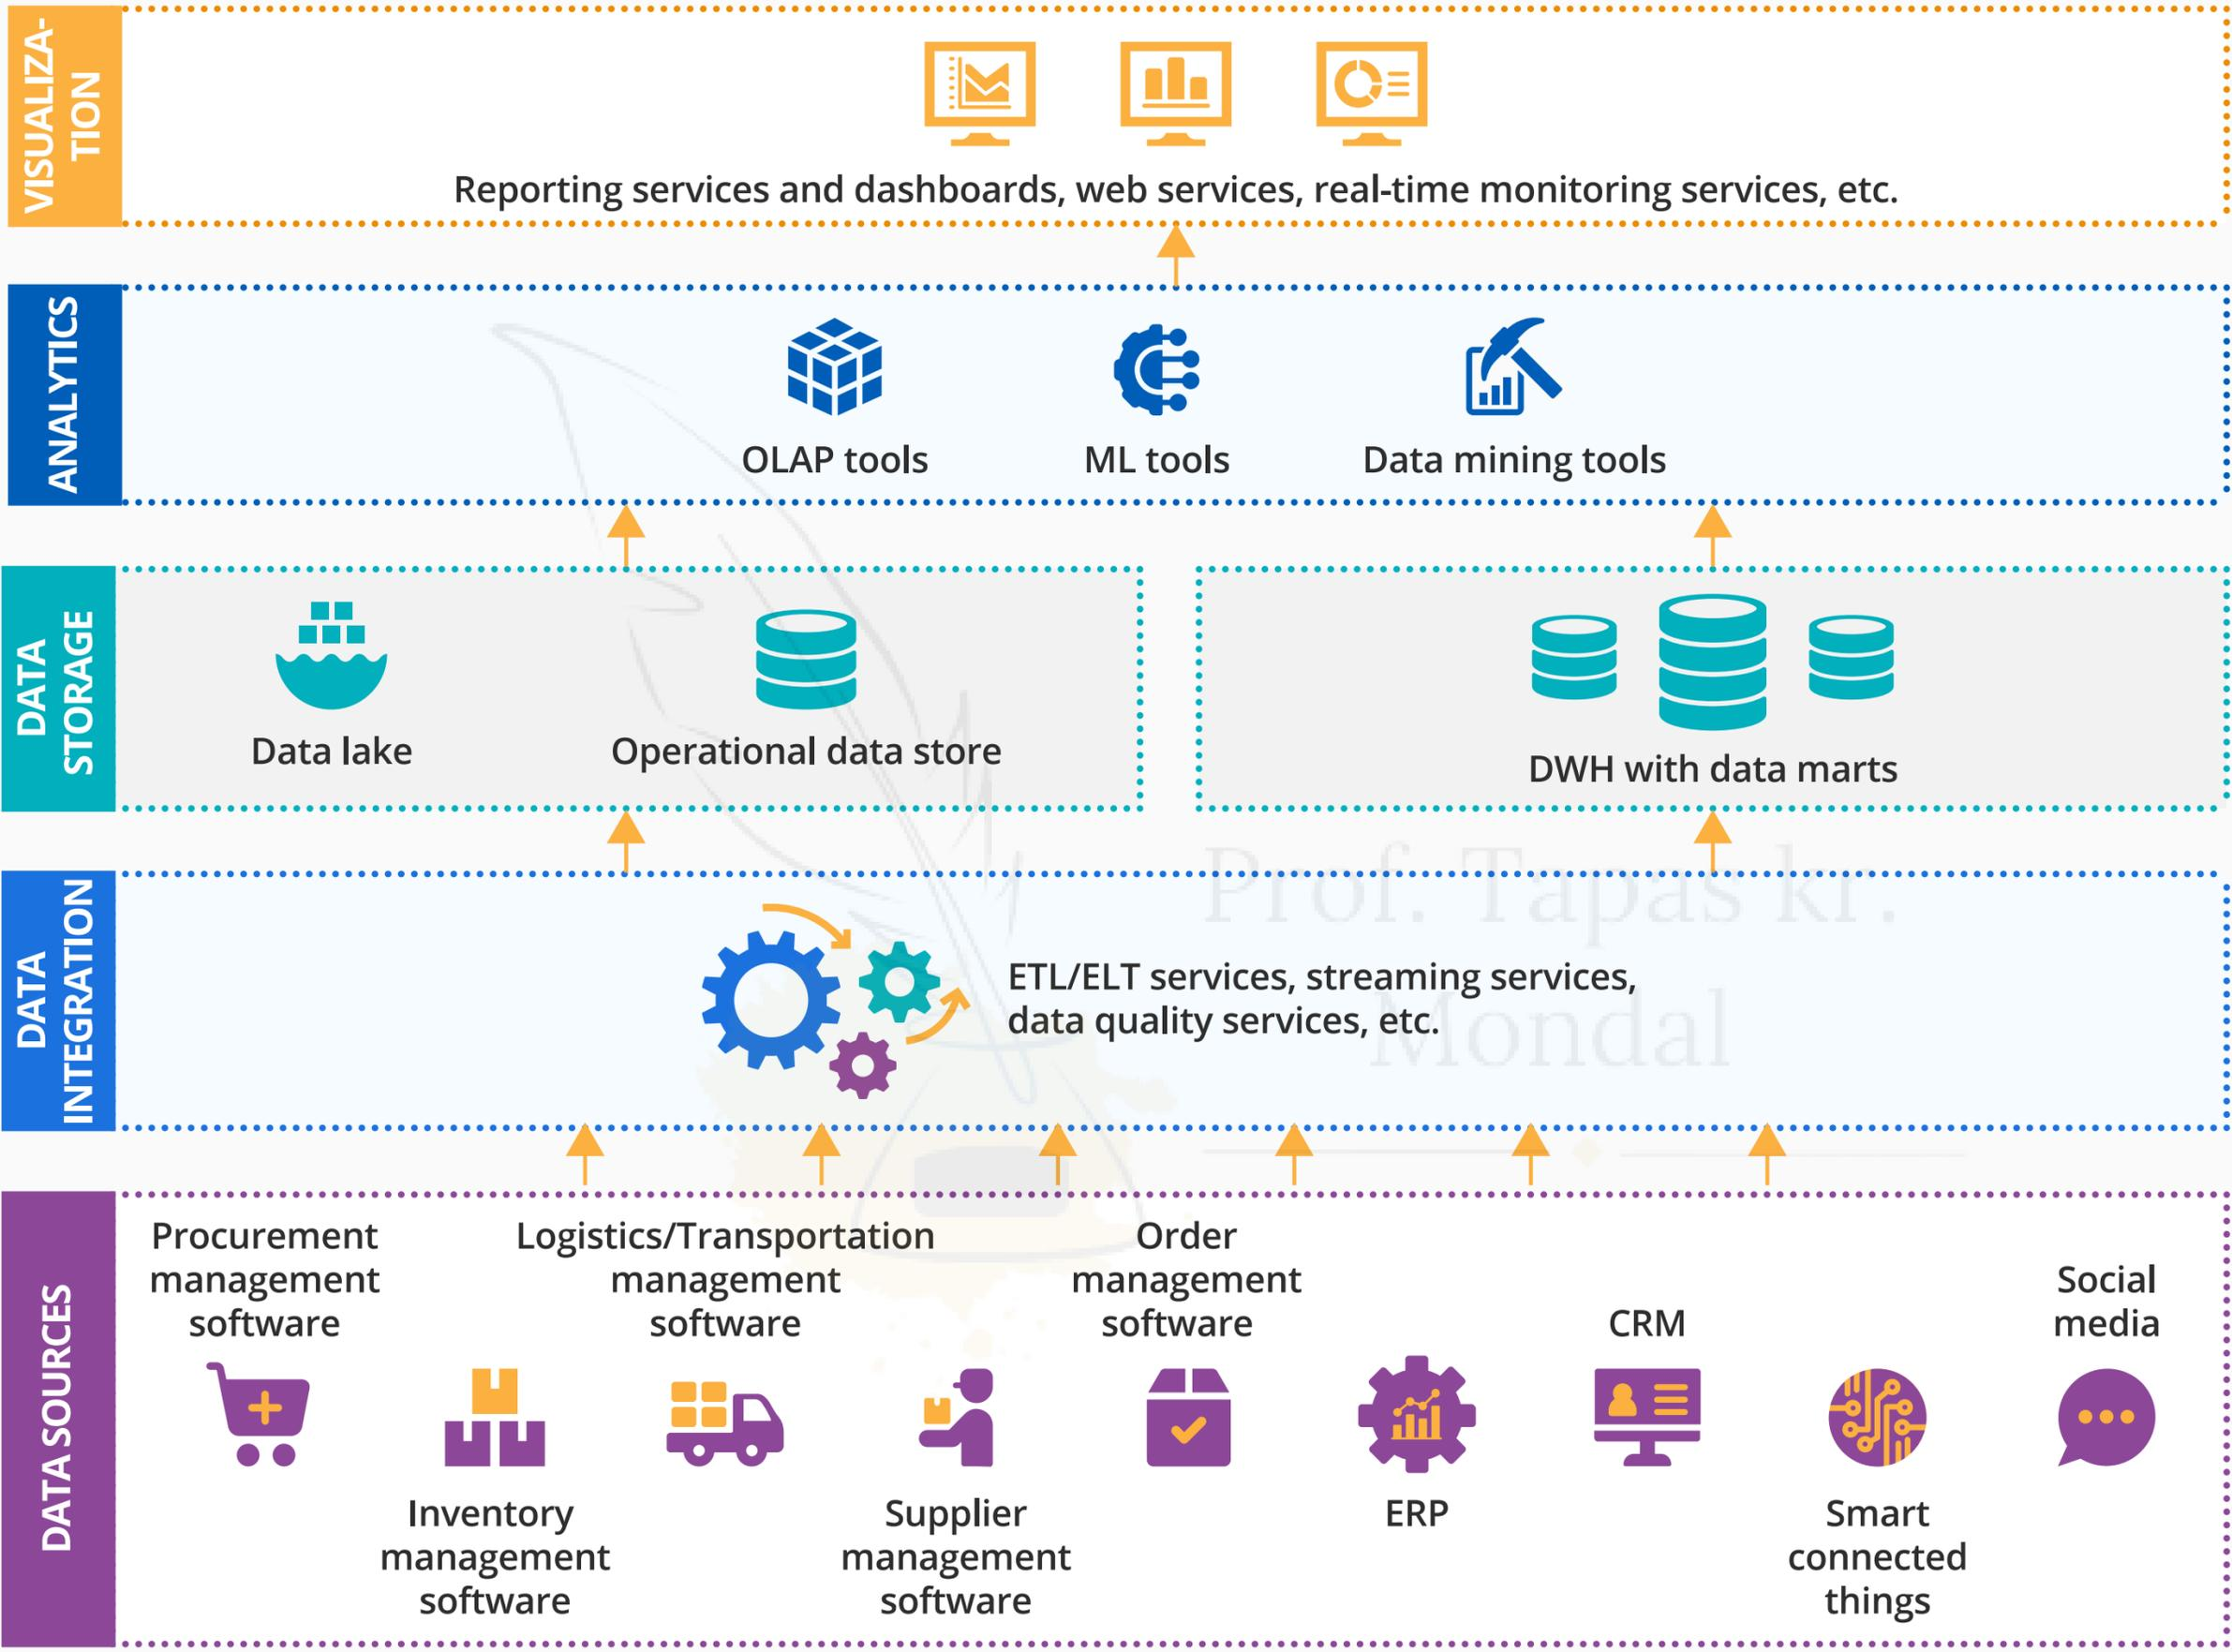 VISUALIZA-
TION
Reporting services and dashboards, web services, real-time monitoring services, etc.
ANALYTICS
OLAP tools
ML tools
Data mining tools
DATA
STORAGE
Data lake
Operational data store
DWH with data marts
DATA
INTEGRATION
ETL/ELT services, streaming services,
data quality services, etc.
Prof. Tapas kr.
Mondal
DATA SOURCES
Procurement
management
software
Inventory
management
software
Logistics/Transportation
management
software
Supplier
management
software
Order
management
software
ERP
CRM
Smart
connected
things
Social
media